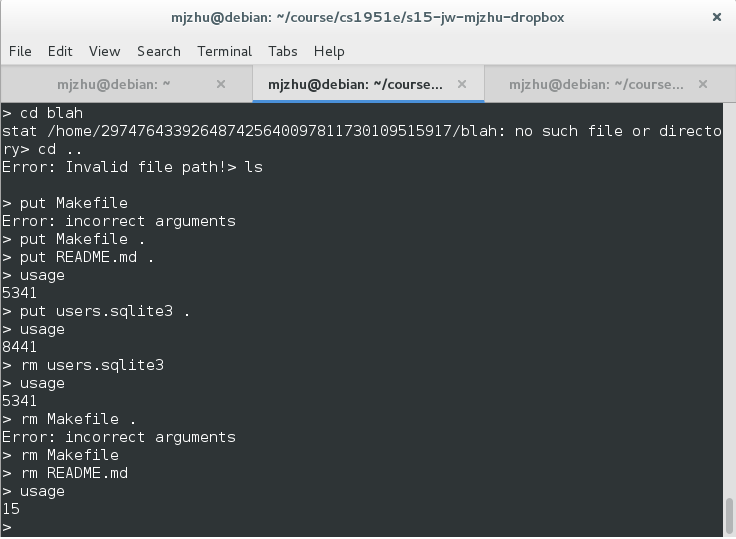 mjzhu@debian: ~/course/cs1951e/s15-jw-mjzhu-dropbox
File Edit View Search Terminal Tabs Help
mjzhu@debian: ~ mjzhu@debian: ~/course... mjzhu@debian: ~/course...
> cd blah
stat /home/297476433926487425640097811730109515917/blah: no such file or directo
ry> cd ..
Error: Invalid file path!> ls
> put Makefile
Error: incorrect arguments
> put Makefile .
> put README.md .
> usage
5341
> put users.sqlite3 .
> usage
8441
> rm users.sqlite3
> usage
5341
> rm Makefile .
Error: incorrect arguments
> rm Makefile
> rm README.md
> usage
15
>